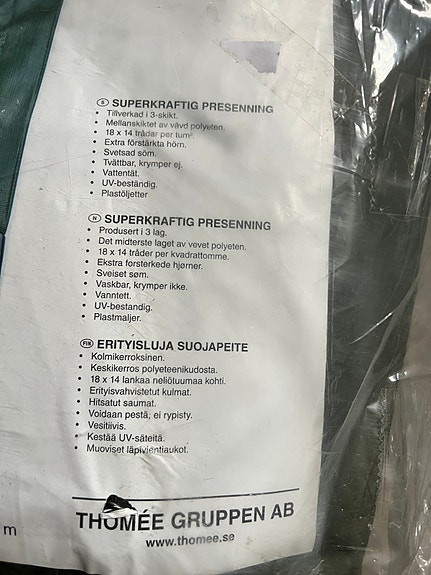 S SUPERKRAFTIG PRESENNING
• Tillverkad i 3-skikt.
• Mellanskiktet av vävd polyeten.
• 18 x 14 trådar per tum².
• Extra förstärkta hörn.
• Svetsad söm.
• Tvättbar, krymper ej.
• Vattentät.
• UV-beständig.
• Plastöljetter
N SUPERKRAFTIG PRESENNING
• Produsert i 3 lag.
• Det midterste laget av vevet polyeten.
• 18 x 14 tråder per kvadrattomme.
• Ekstra forsterkede hjørner.
• Sveiset søm.
• Vaskbar, krymper ikke.
• Vanntett.
• UV-bestandig.
• Plastmaljer.
FIN ERITYISLUJA SUOJAPEITE
• Kolmikerroksinen.
• Keskikerros polyeteenikudosta.
• 18 x 14 lankaa neliötuumaa kohti.
• Erityisvahvistetut kulmat.
• Hitsatut saumat.
• Voidaan pestä, ei rypisty.
• Vesitiivis.
• Kestää UV-säteitä.
• Muoviset läpivientiaukot.
m
THOMÉE GRUPPEN AB
www.thomee.se